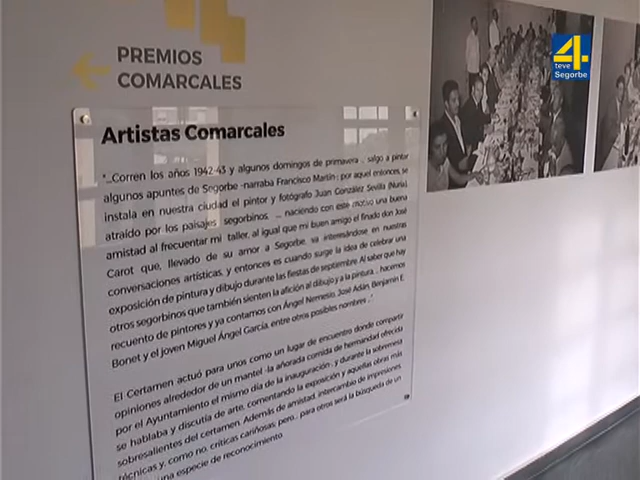 PREMIOS
COMARCALES
4
teve
Segorbe
Artistas Comarcales
"...Corren los años 1942-43 y algunos domingos de primavera ... salgo a pintar
algunos apuntes de Segorbe -narraba Francisco Martín-; por aquel entonces, se
instala en nuestra ciudad el pintor y fotógrafo Juan González Sevilla (Nuria),
atraído por los paisajes segorbinos. ... naciendo con este motivo una buena
amistad al frecuentar mi taller, al igual que mi buen amigo el finado don José
Carot que, llevado de su amor a Segorbe, va interesándose en nuestras
conversaciones artísticas, y entonces es cuando surge la idea de celebrar una
exposición de pintura y dibujo durante las fiestas de septiembre. Al saber que hay
otros segorbinos que también sienten la afición al dibujo y a la pintura ... hacemos
recuento de pintores y ya contamos con Ángel Nemesio, José Adán, Benjamín E.
Bonet y el joven Miguel Ángel García, entre otros posibles nombres ..."
El Certamen actuó para unos como un lugar de encuentro donde compartir
opiniones alrededor de un mantel -la añorada comida de hermandad ofrecida
por el Ayuntamiento el mismo día de la inauguración-, y durante la sobremesa
se hablaba y discutía de arte, comentando la exposición y aquellas obras más
sobresalientes del certamen. Además de amistad, intercambio de impresiones
técnicas y, como no, críticas cariñosas, pero... para otros será la búsqueda de un
una especie de reconocimiento.